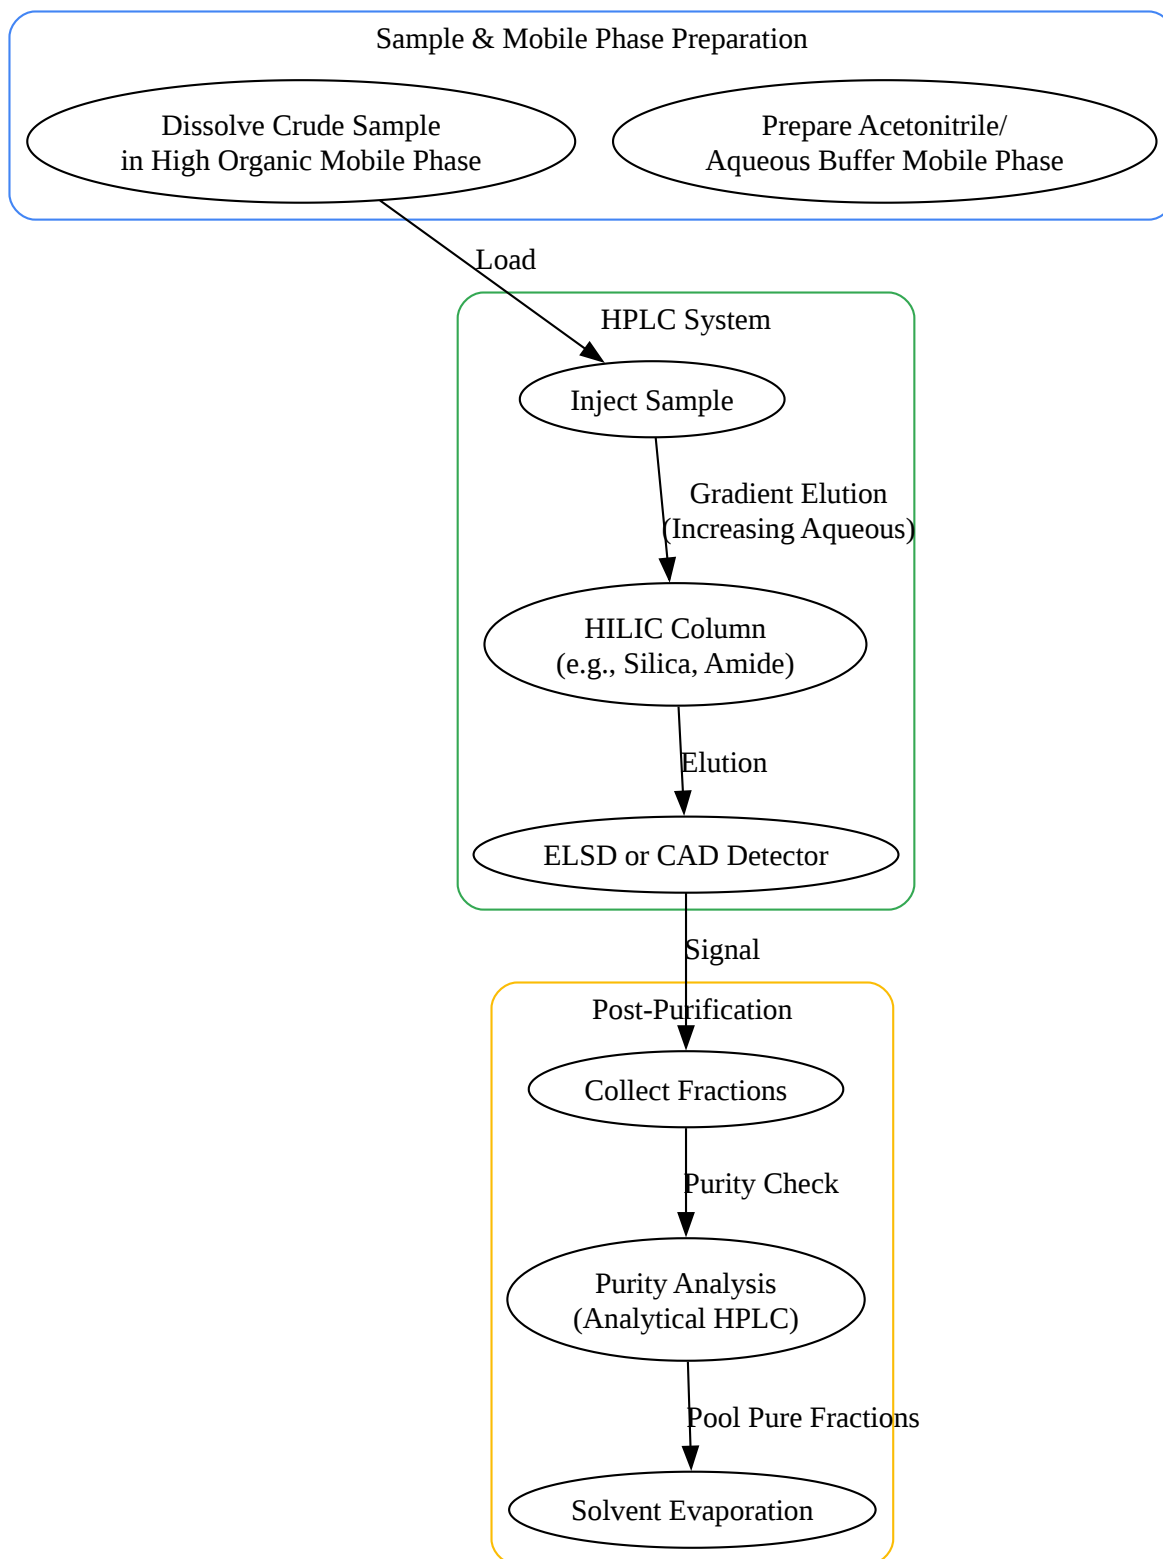 Sample & Mobile Phase Preparation
Dissolve Crude Sample
in High Organic Mobile Phase
Prepare Acetonitrile/
Aqueous Buffer Mobile Phase
Load
HPLC System
Inject Sample
Gradient Elution
(Increasing Aqueous)
HILIC Column
(e.g., Silica, Amide)
Elution
ELSD or CAD Detector
Signal
Post-Purification
Collect Fractions
Purity Check
Purity Analysis
(Analytical HPLC)
Pool Pure Fractions
Solvent Evaporation